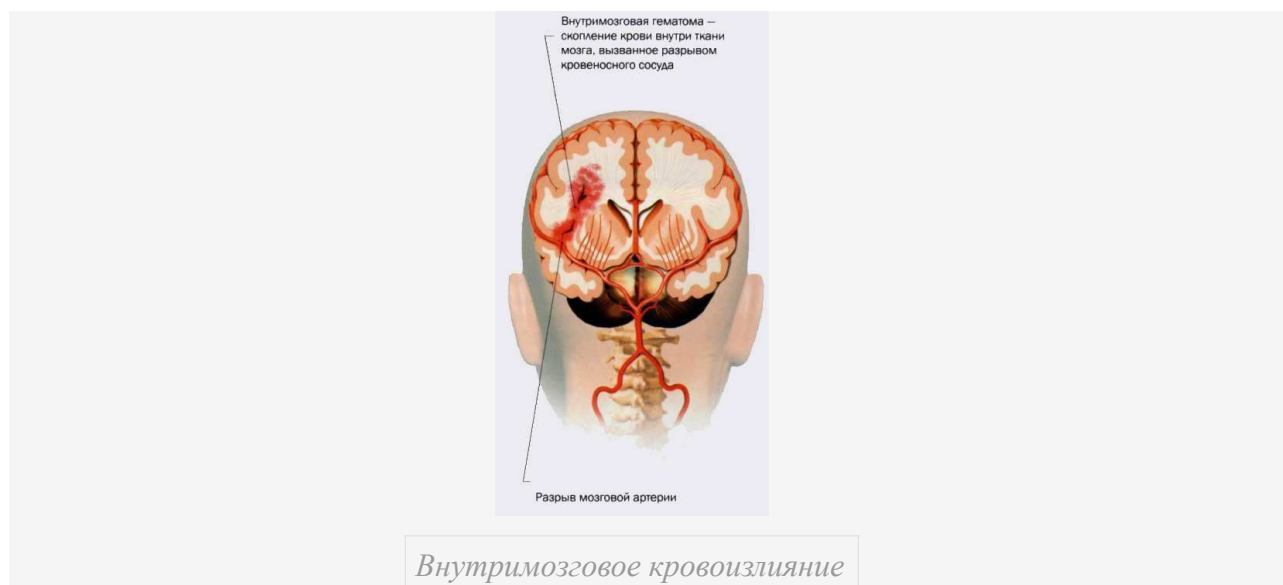 Внутримозговая гематома –
скопление крови внутри ткани
мозга, вызванное разрывом
кровеносного сосуда
Разрыв мозговой артерии
Внутримозговое кровоизлияние